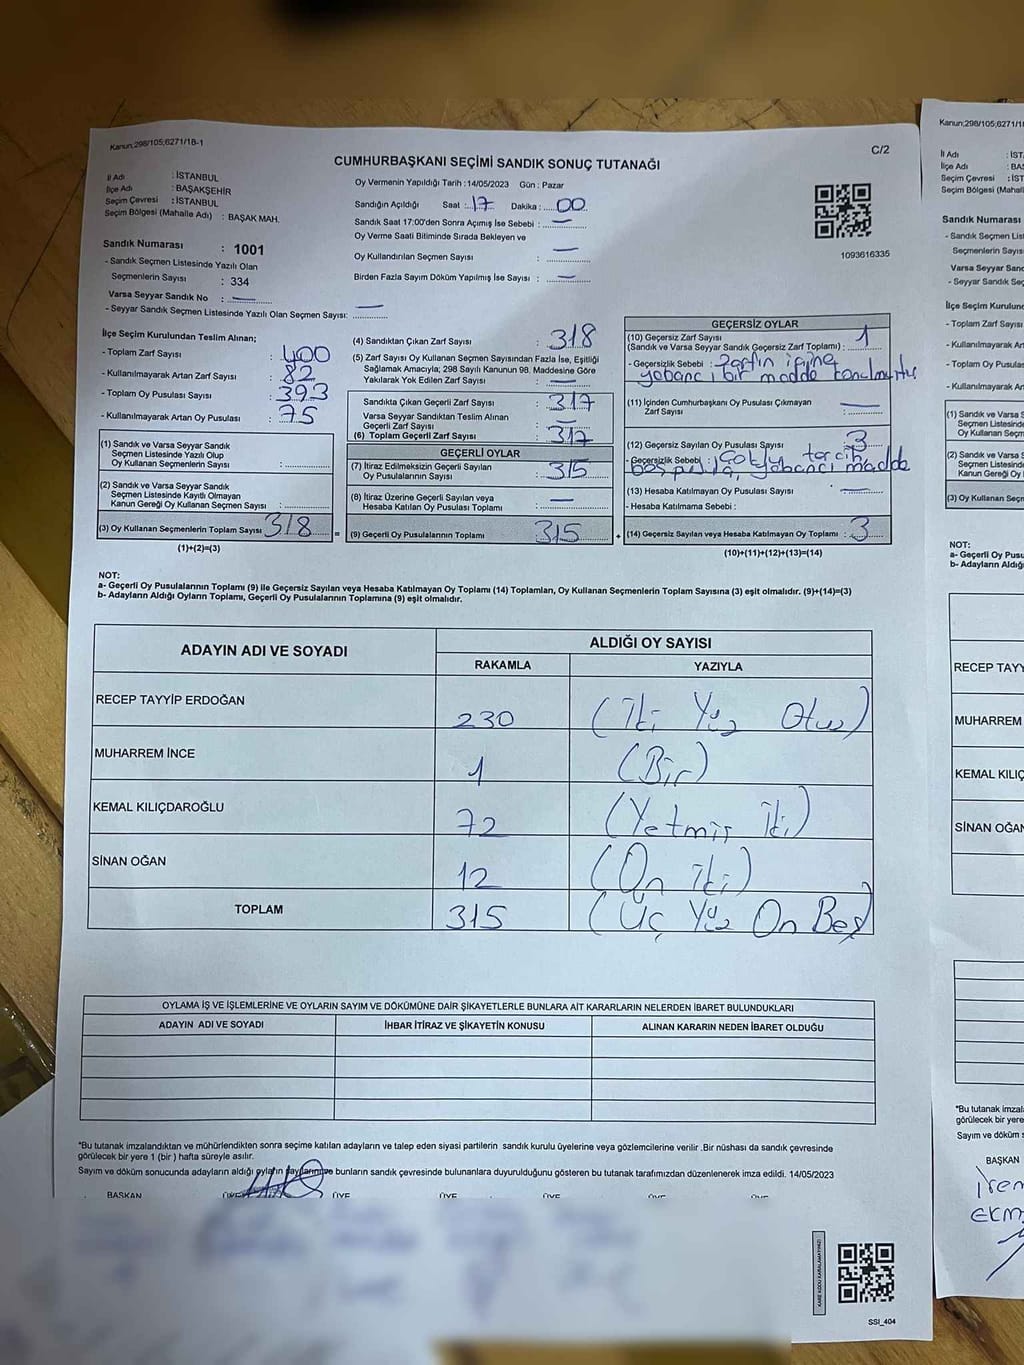 Kanun;298/105;6271/18-1
C/2
CUMHURBAŞKANI SEÇİMİ SANDIK SONUÇ TUTANAĞI
İl Adı : İSTANBUL
İlçe Adı : BAŞAKŞEHİR
Seçim Çevresi : İSTANBUL
Seçim Bölgesi (Mahalle Adı) : BAŞAK MAH.
Sandık Numarası : 1001
- Sandık Seçmen Listesinde Yazılı Olan
Seçmenlerin Sayısı : 334
Varsa Seyyar Sandık No : —
- Seyyar Sandık Seçmen Listesinde Yazılı Olan Seçmen Sayısı: —
Oy Vermenin Yapıldığı Tarih :14/05/2023 Gün : Pazar
Sandığın Açıldığı Saat : 17 Dakika : 00
Sandık Saat 17:00'den Sonra Açımış İse Sebebi : —
Oy Verme Saati Bitiminde Sırada Bekleyen ve
Oy Kullandırılan Seçmen Sayısı : —
Birden Fazla Sayım Döküm Yapılmış İse Sayısı : —
1093616335
İlçe Seçim Kurulundan Teslim Alınan;
- Toplam Zarf Sayısı : 400
- Kullanılmayarak Artan Zarf Sayısı : 82
- Toplam Oy Pusulası Sayısı : 393
- Kullanılmayarak Artan Oy Pusulası : 75
(1) Sandık ve Varsa Seyyar Sandık
Seçmen Listesinde Yazılı Olup
Oy Kullanan Seçmenlerin Sayısı :
(2) Sandık ve Varsa Seyyar Sandık
Seçmen Listesinde Kayıtlı Olmayan
Kanun Gereği Oy Kullanan Seçmen Sayısı :
(3) Oy Kullanan Seçmenlerin Toplam Sayısı 318 =
(1)+(2)=(3)
(4) Sandıktan Çıkan Zarf Sayısı : 318
(5) Zarf Sayısı Oy Kullanan Seçmen Sayısından Fazla İse, Eşitliği
Sağlamak Amacıyla; 298 Sayılı Kanunun 98. Maddesine Göre
Yakılarak Yok Edilen Zarf Sayısı : —
Sandıkta Çıkan Geçerli Zarf Sayısı : 317
Varsa Seyyar Sandıktan Teslim Alınan
Geçerli Zarf Sayısı : —
(6) Toplam Geçerli Zarf Sayısı : 317
GEÇERLİ OYLAR
(7) İtiraz Edilmeksizin Geçerli Sayılan
Oy Pusulalarının Sayısı : 315
(8) İtiraz Üzerine Geçerli Sayılan veya
Hesaba Katılan Oy Pusulası Toplamı : —
(9) Geçerli Oy Pusulalarının Toplamı 315 +
GEÇERSİZ OYLAR
(10) Geçersiz Zarf Sayısı
(Sandık ve Varsa Seyyar Sandık Geçersiz Zarf Toplamı) : 1
- Geçersizlik Sebebi : zarfın içine
yabancı bir madde
(11) İçinden Cumhurbaşkanı Oy Pusulası Çıkmayan
Zarf Sayısı : —
(12) Geçersiz Sayılan Oy Pusulası Sayısı : 3
- Geçersizlik Sebebi : çoklu tercih
boş pusula, yabancı madde
(13) Hesaba Katılmayan Oy Pusulası Sayısı : —
- Hesaba Katılmama Sebebi :
(14) Geçersiz Sayılan veya Hesaba Katılmayan Oy Toplamı : 3
(10)+(11)+(12)+(13)=(14)
NOT:
a- Geçerli Oy Pusulalarının Toplamı (9) ile Geçersiz Sayılan veya Hesaba Katılmayan Oy Toplamı (14) Toplamları, Oy Kullanan Seçmenlerin Toplam Sayısına (3) eşit olmalıdır. (9)+(14)=(3)
b- Adayların Aldığı Oyların Toplamı, Geçerli Oy Pusulalarının Toplamına (9) eşit olmalıdır.
ADAYIN ADI VE SOYADI
ALDIĞI OY SAYISI
RAKAMLA YAZIYLA
RECEP TAYYİP ERDOĞAN 230 (İki Yüz Otuz)
MUHARREM İNCE 1 (Bir)
KEMAL KILIÇDAROĞLU 72 (Yetmiş iki)
SİNAN OĞAN 12 (On iki)
TOPLAM 315 (Üç Yüz On Beş)
OYLAMA İŞ VE İŞLEMLERİNE VE OYLARIN SAYIM VE DÖKÜMÜNE DAİR ŞİKAYETLERLE BUNLARA AİT KARARLARIN NELERDEN İBARET BULUNDUKLARI
ADAYIN ADI VE SOYADI İHBAR İTİRAZ VE ŞİKAYETİN KONUSU ALINAN KARARIN NEDEN İBARET OLDUĞU
*Bu tutanak imzalandıktan ve mühürlendikten sonra seçime katılan adayların ve talep eden siyasi partilerin sandık kurulu üyelerine veya gözlemcilerine verilir .Bir nüshası da sandık çevresinde
görülecek bir yere 1 (bir ) hafta süreyle asılır.
Sayım ve döküm sonucunda adayların aldığı oyların ve bunların sandık çevresinde bulunanlara duyurulduğunu gösteren bu tutanak tarafımızdan düzenlenerek imza edildi. 14/05/2023
BAŞKAN ÜYE ÜYE ÜYE ÜYE ÜYE
SSI_404
Kanun;298/105;6271/1
İl Adı : İST
İlçe Adı : BA
Seçim Çevresi : İST
Seçim Bölgesi (Maha
Sandık Numarası
- Sandık Seçmen List
Seçmenlerin Sayıs
Varsa Seyyar Sandı
- Seyyar Sandık Seç
İlçe Seçim Kurulund
- Toplam Zarf Sayısı
- Kullanılmayarak Ar
- Toplam Oy Pusula
- Kullanılmayarak
(1) Sandık ve Varsa
Seçmen Listesin
Oy Kullanan Seç
(2) Sandık ve Varsa
Seçmen Listesin
Kanun Gereği Oy
(3) Oy Kullanan Seçm
NOT:
a- Geçerli Oy Pusu
b- Adayların Aldığı
RECEP TAYY
MUHARREM
KEMAL KILIÇ
SİNAN OĞAN
*Bu tutanak imzala
görülecek bir yere
Sayım ve döküm s
BAŞKAN
İrem